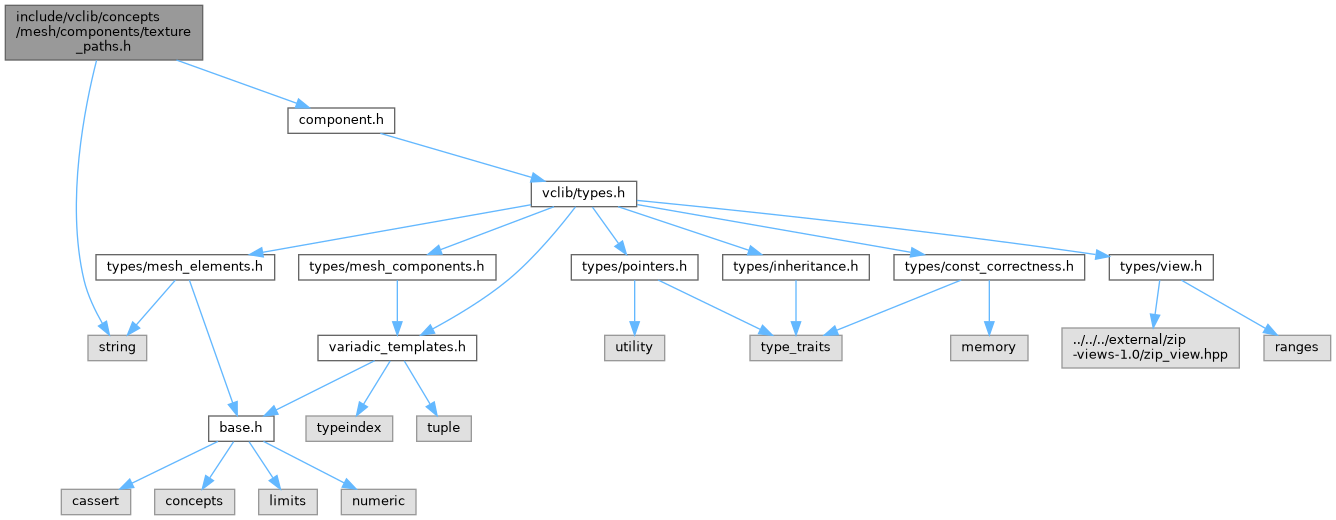 include/vclib/concepts
/mesh/components/texture
_paths.h
component.h
vclib/types.h
types/mesh_elements.h
types/mesh_components.h
types/pointers.h
types/inheritance.h
types/const_correctness.h
types/view.h
string
variadic_templates.h
utility
type_traits
memory
../../../external/zip
-views-1.0/zip_view.hpp
ranges
base.h
typeindex
tuple
cassert
concepts
limits
numeric